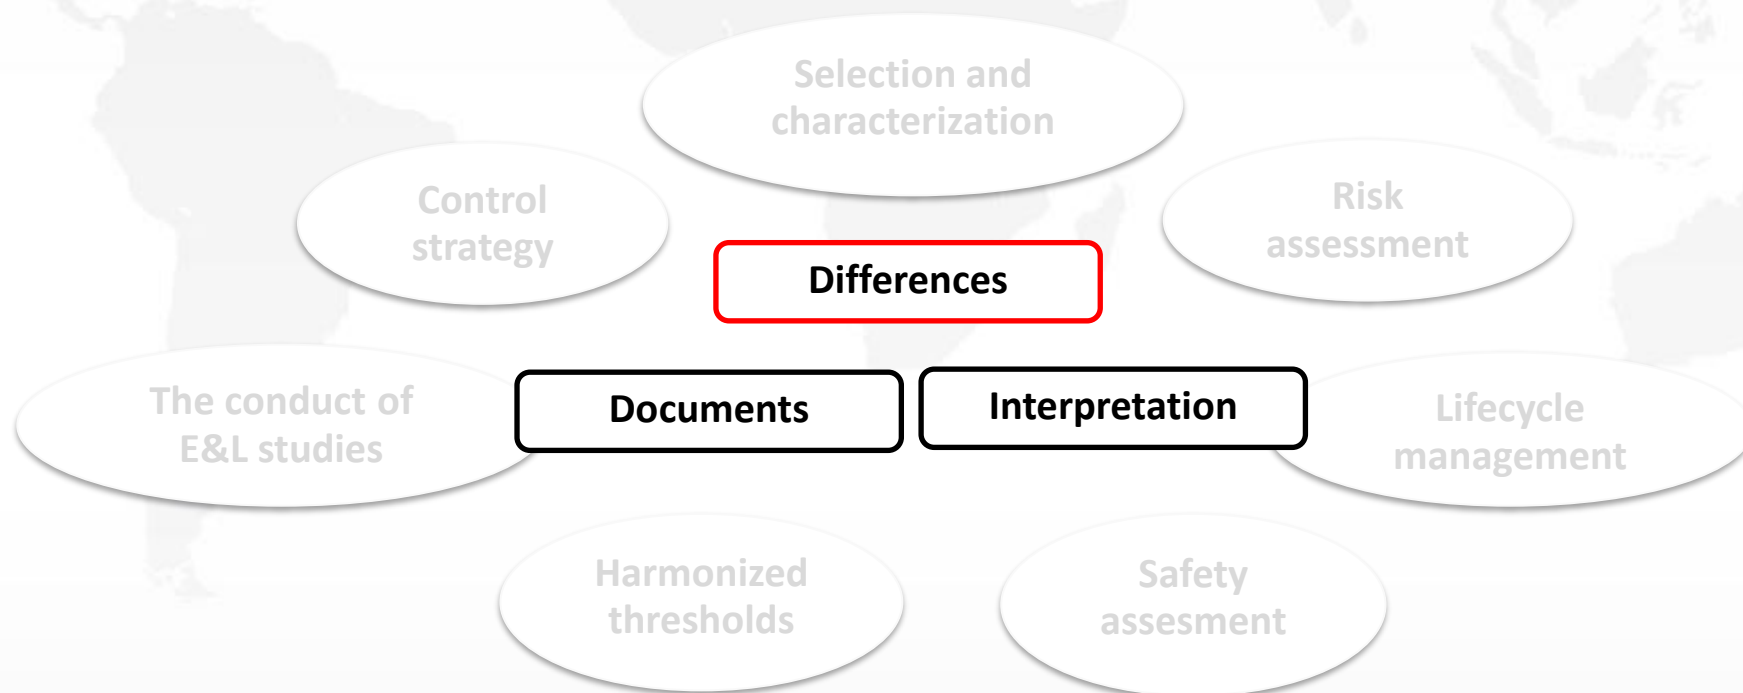 Selection and
characterization
Control
strategy
Risk
assessment
Differences
The conduct of
E&L studies
Documents
Interpretation
Lifecycle
management
Harmonized
thresholds
Safety
assesment